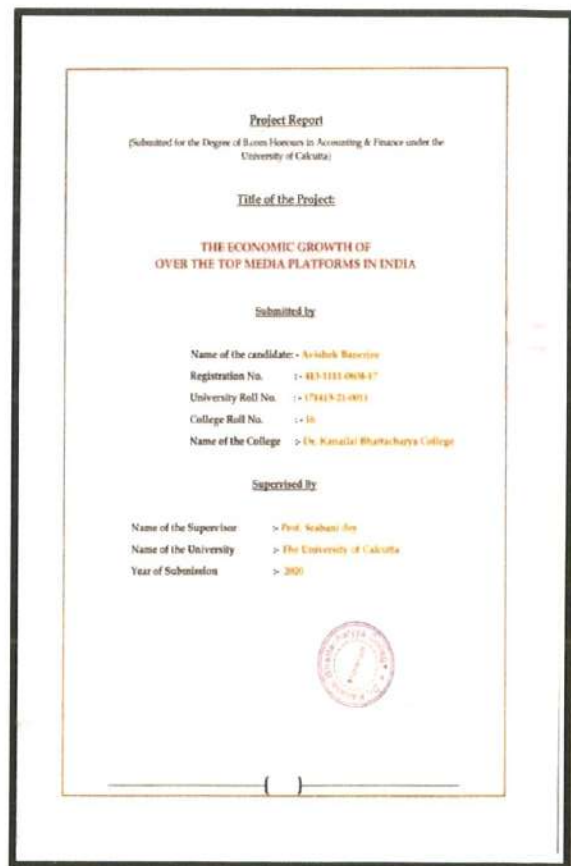 Project Report
(Submitted for the Degree of B.com Honours in Accounting & Finance under the
University of Calcutta)
Title of the Project:
THE ECONOMIC GROWTH OF
OVER THE TOP MEDIA PLATFORMS IN INDIA
Submitted by
Name of the candidate: - Avishek Banerjee
Registration No. : -
University Roll No. : -
College Roll No. : - 16
Name of the College :- Dr. Kanailal Bhattacharya College
Supervised By
Name of the Supervisor :- Prof.
Name of the University :- The University of Calcutta
Year of Submission :- 2020